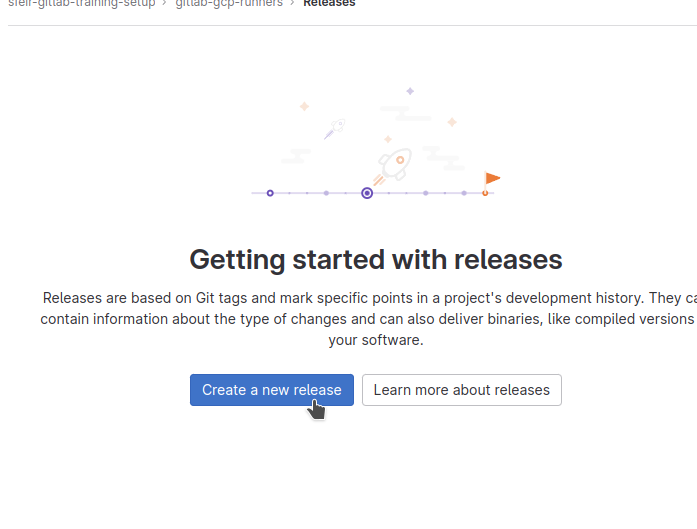 sfeir-gitlab-training-setup › gitlab-gcp-runners › Releases
Getting started with releases
Releases are based on Git tags and mark specific points in a project's development history. They ca
contain information about the type of changes and can also deliver binaries, like compiled versions
your software.
Create a new release Learn more about releases